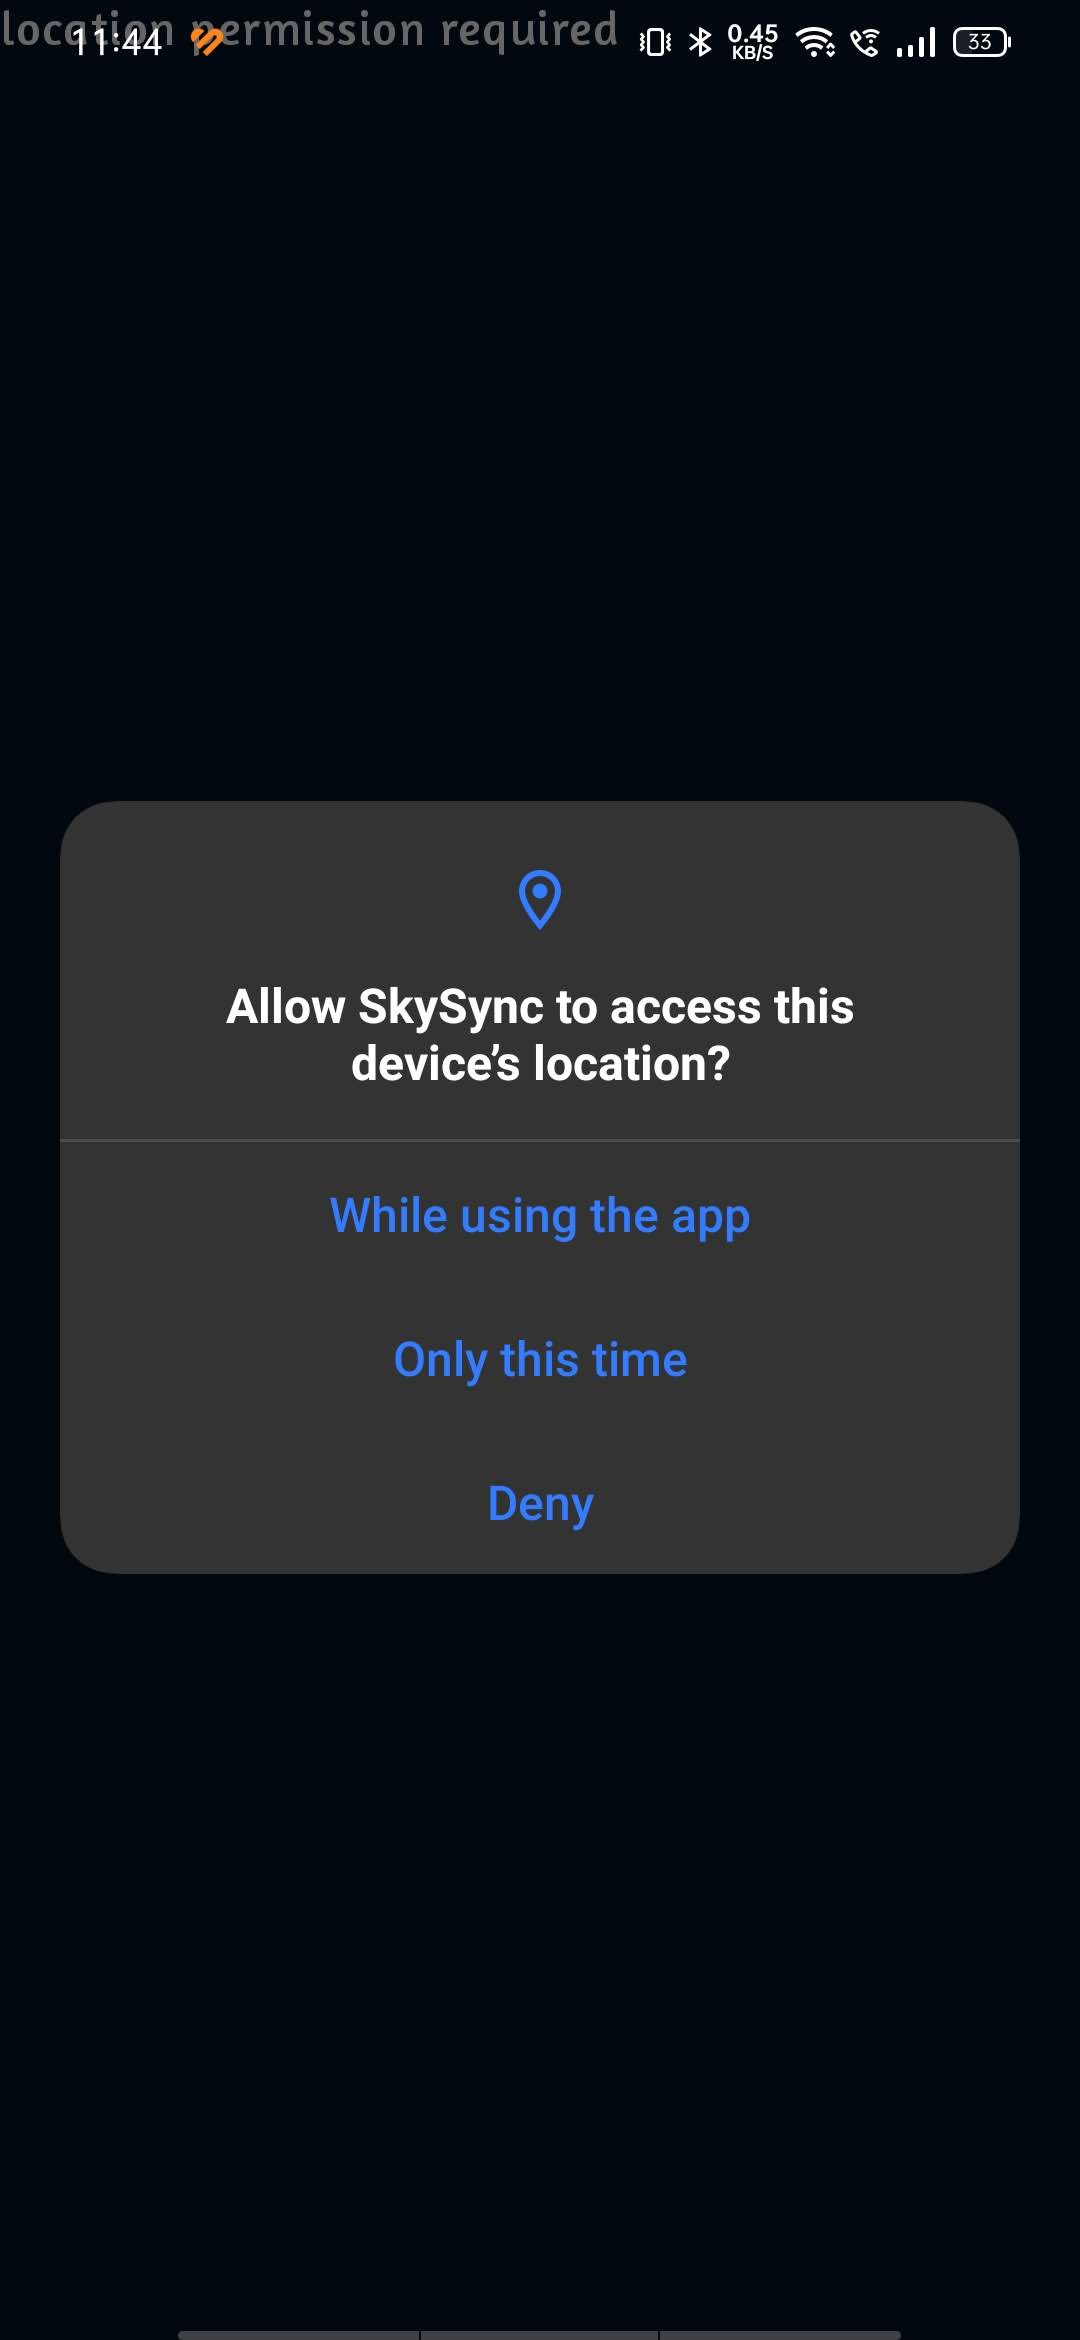 location permission required
11:44
0.45
KB/S
33
Allow SkySync to access this
device’s location?
While using the app
Only this time
Deny